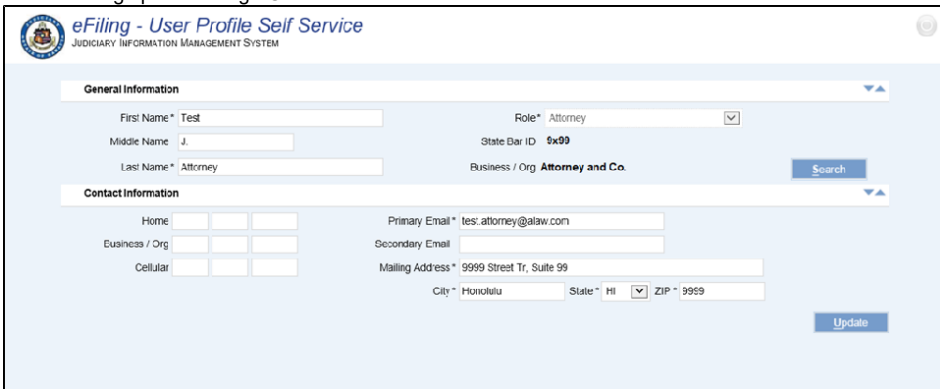 eFiling - User Profile Self Service
JUDICIARY INFORMATION MANAGEMENT SYSTEM
General Information
First Name* Test Role* Attorney
Middle Name J. State Bar ID 9x99
Last Name* Attorney Business / Org Attorney and Co. Search
Contact Information
Home Primary Email* test.attorney@alaw.com
Business / Org Secondary Email
Cellular Mailing Address* 9999 Street Tr, Suite 99
City* Honolulu State* HI ZIP* 9999
Update